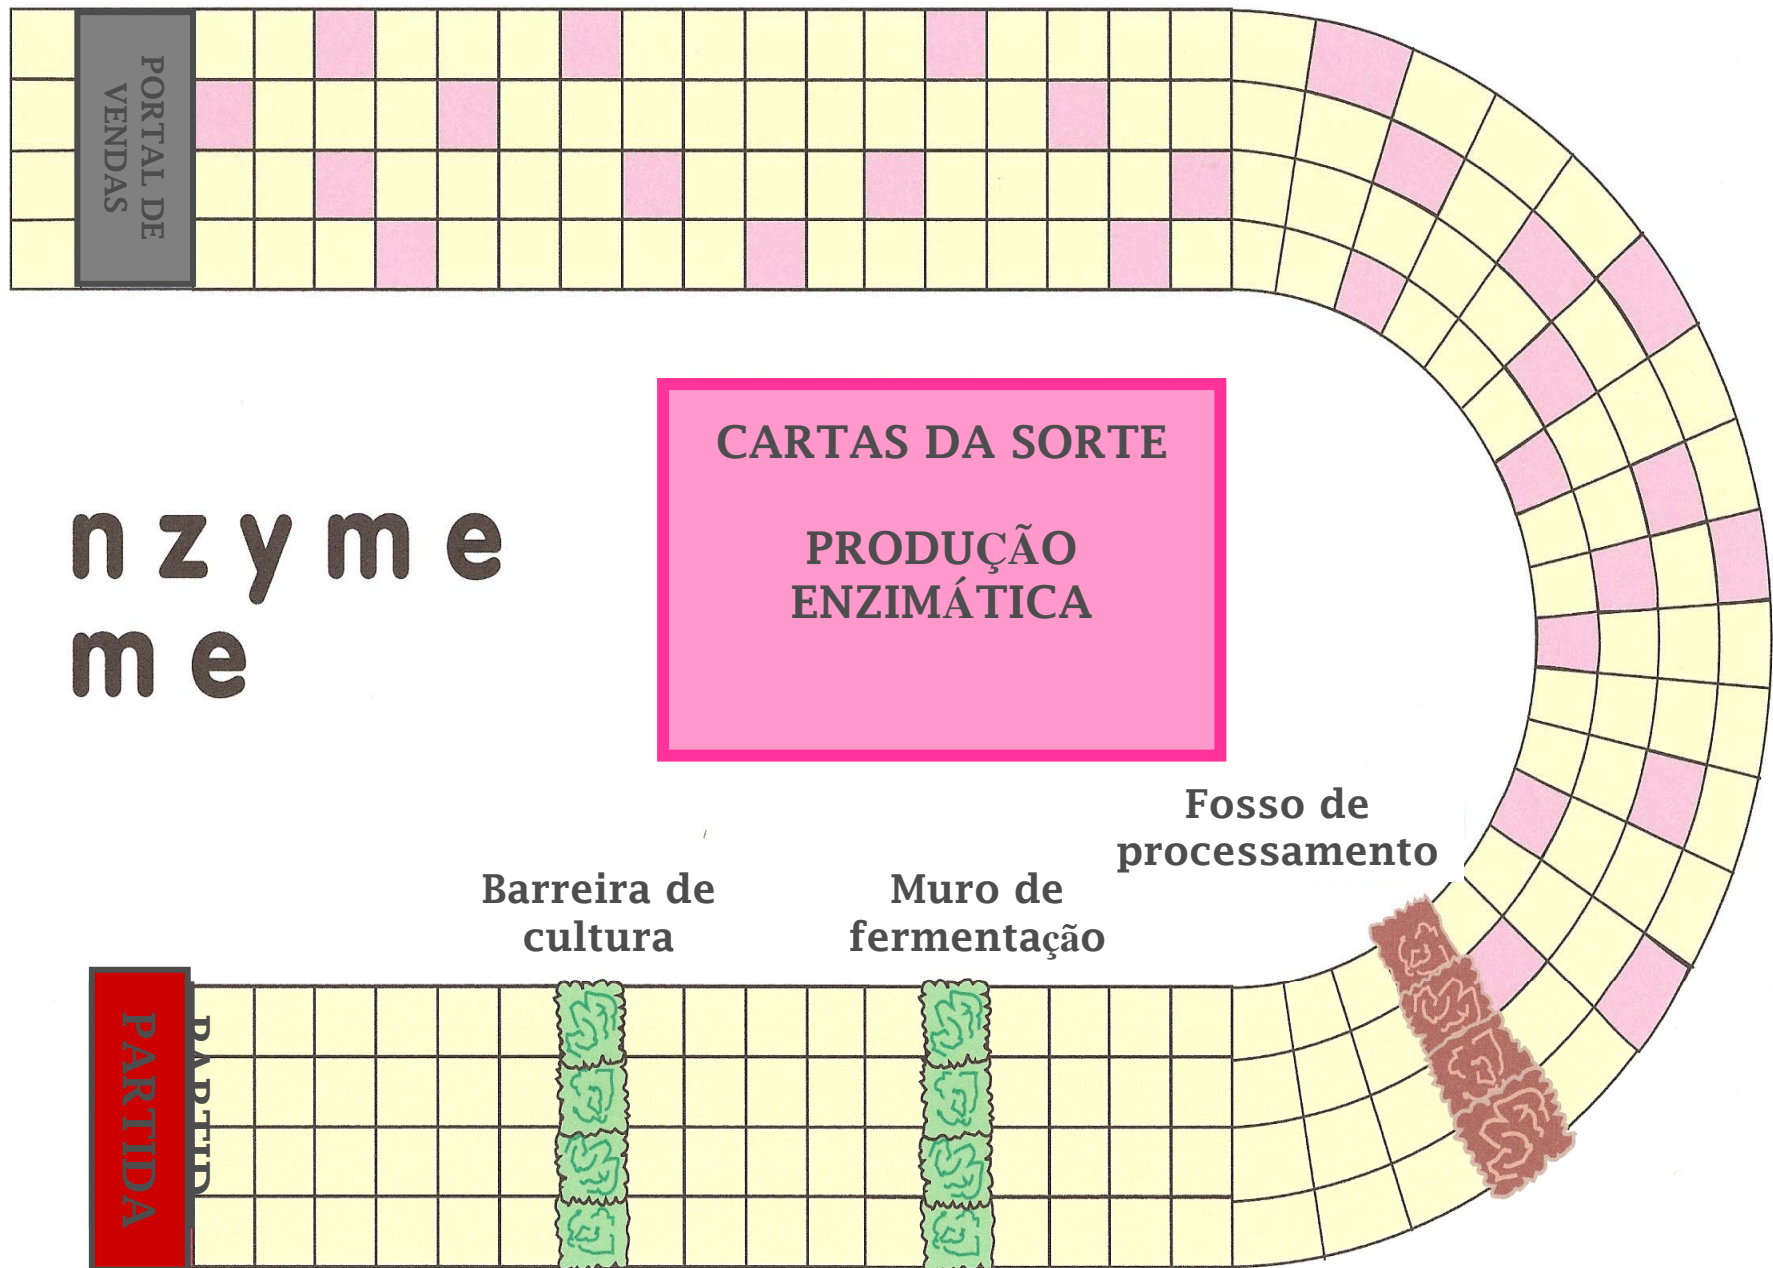 PORTAL DE
VENDAS
CARTAS DA SORTE
PRODUÇÃO
ENZIMÁTICA
nzyme
me
Fosso de
processamento
Barreira de
cultura
Muro de
fermentação
PARTIDA
PARTID